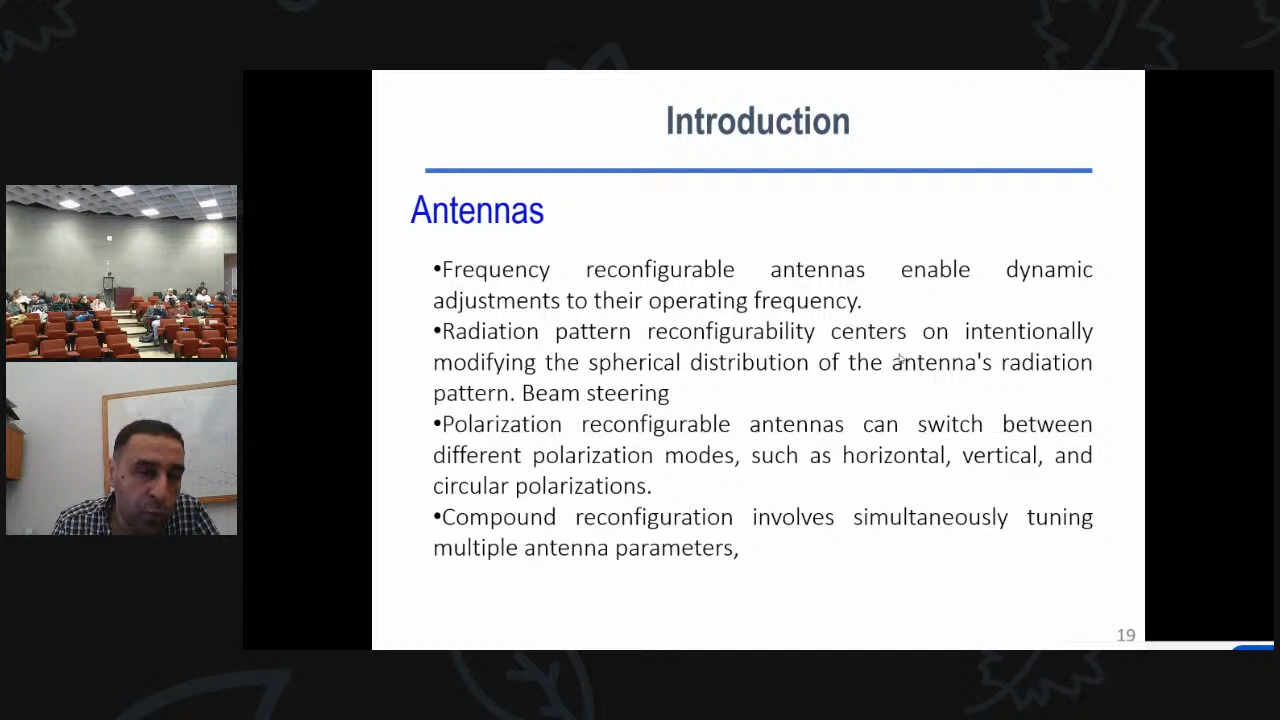 Introduction
Antennas
•Frequency reconfigurable antennas enable dynamic
adjustments to their operating frequency.
•Radiation pattern reconfigurability centers on intentionally
modifying the spherical distribution of the antenna's radiation
pattern. Beam steering
•Polarization reconfigurable antennas can switch between
different polarization modes, such as horizontal, vertical, and
circular polarizations.
•Compound reconfiguration involves simultaneously tuning
multiple antenna parameters,
19